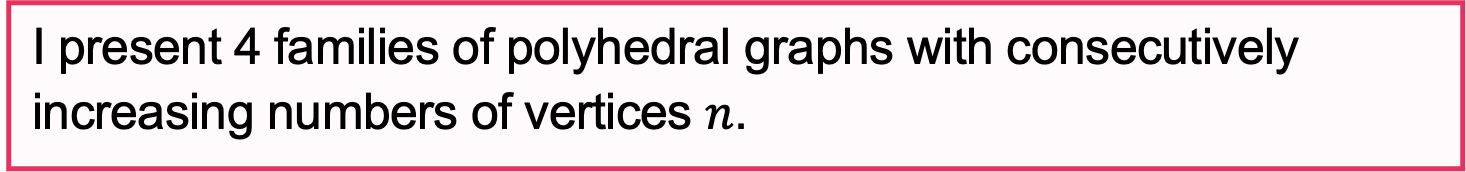 I present 4 families of polyhedral graphs with consecutively
increasing numbers of vertices 𝑛.